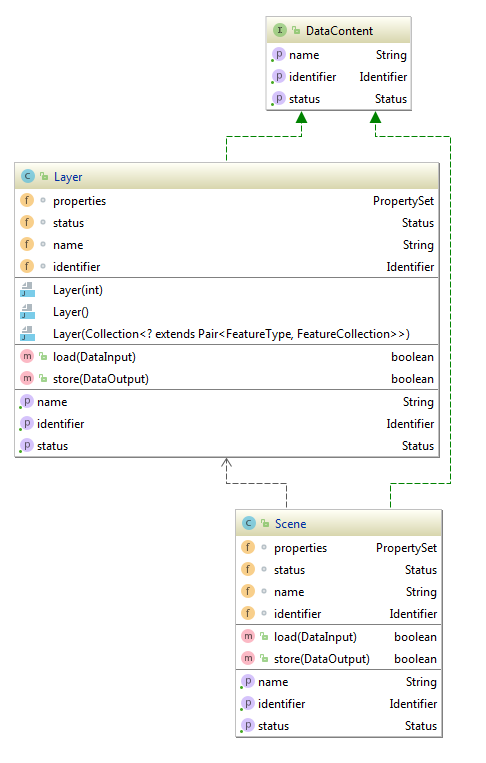 I DataContent
p name String
p identifier Identifier
p status Status
C Layer
f properties PropertySet
f status Status
f name String
f identifier Identifier
Layer(int)
Layer()
Layer(Collection<? extends Pair<FeatureType, FeatureCollection>>)
m load(DataInput) boolean
m store(DataOutput) boolean
p name String
p identifier Identifier
p status Status
C Scene
f properties PropertySet
f status Status
f name String
f identifier Identifier
m load(DataInput) boolean
m store(DataOutput) boolean
p name String
p identifier Identifier
p status Status